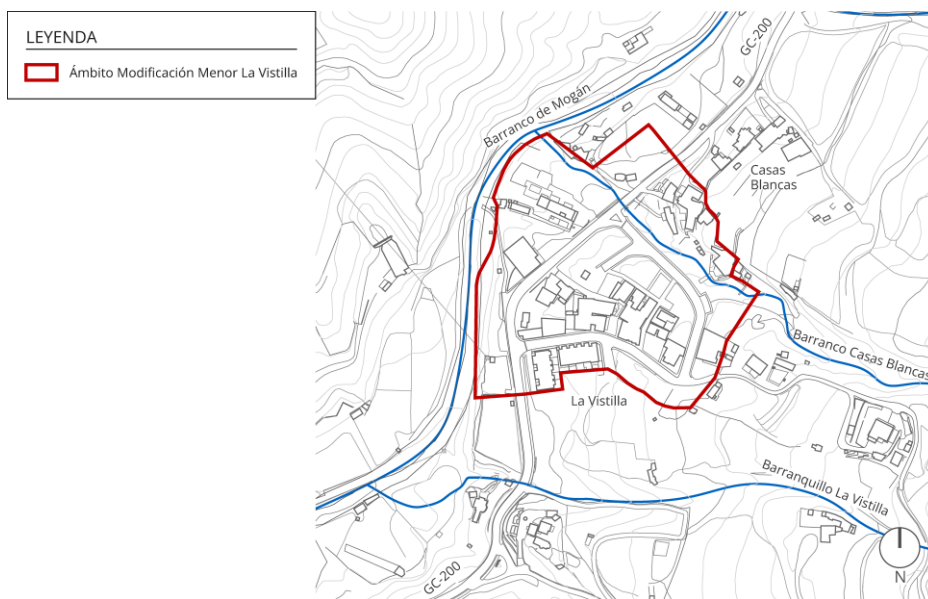 LEYENDA
Ámbito Modificación Menor La Vistilla
GC-200
Barranco de Mogán
Casas
Blancas
Barranco Casas Blancas
La Vistilla
Barranquillo La Vistilla
GC-200
N